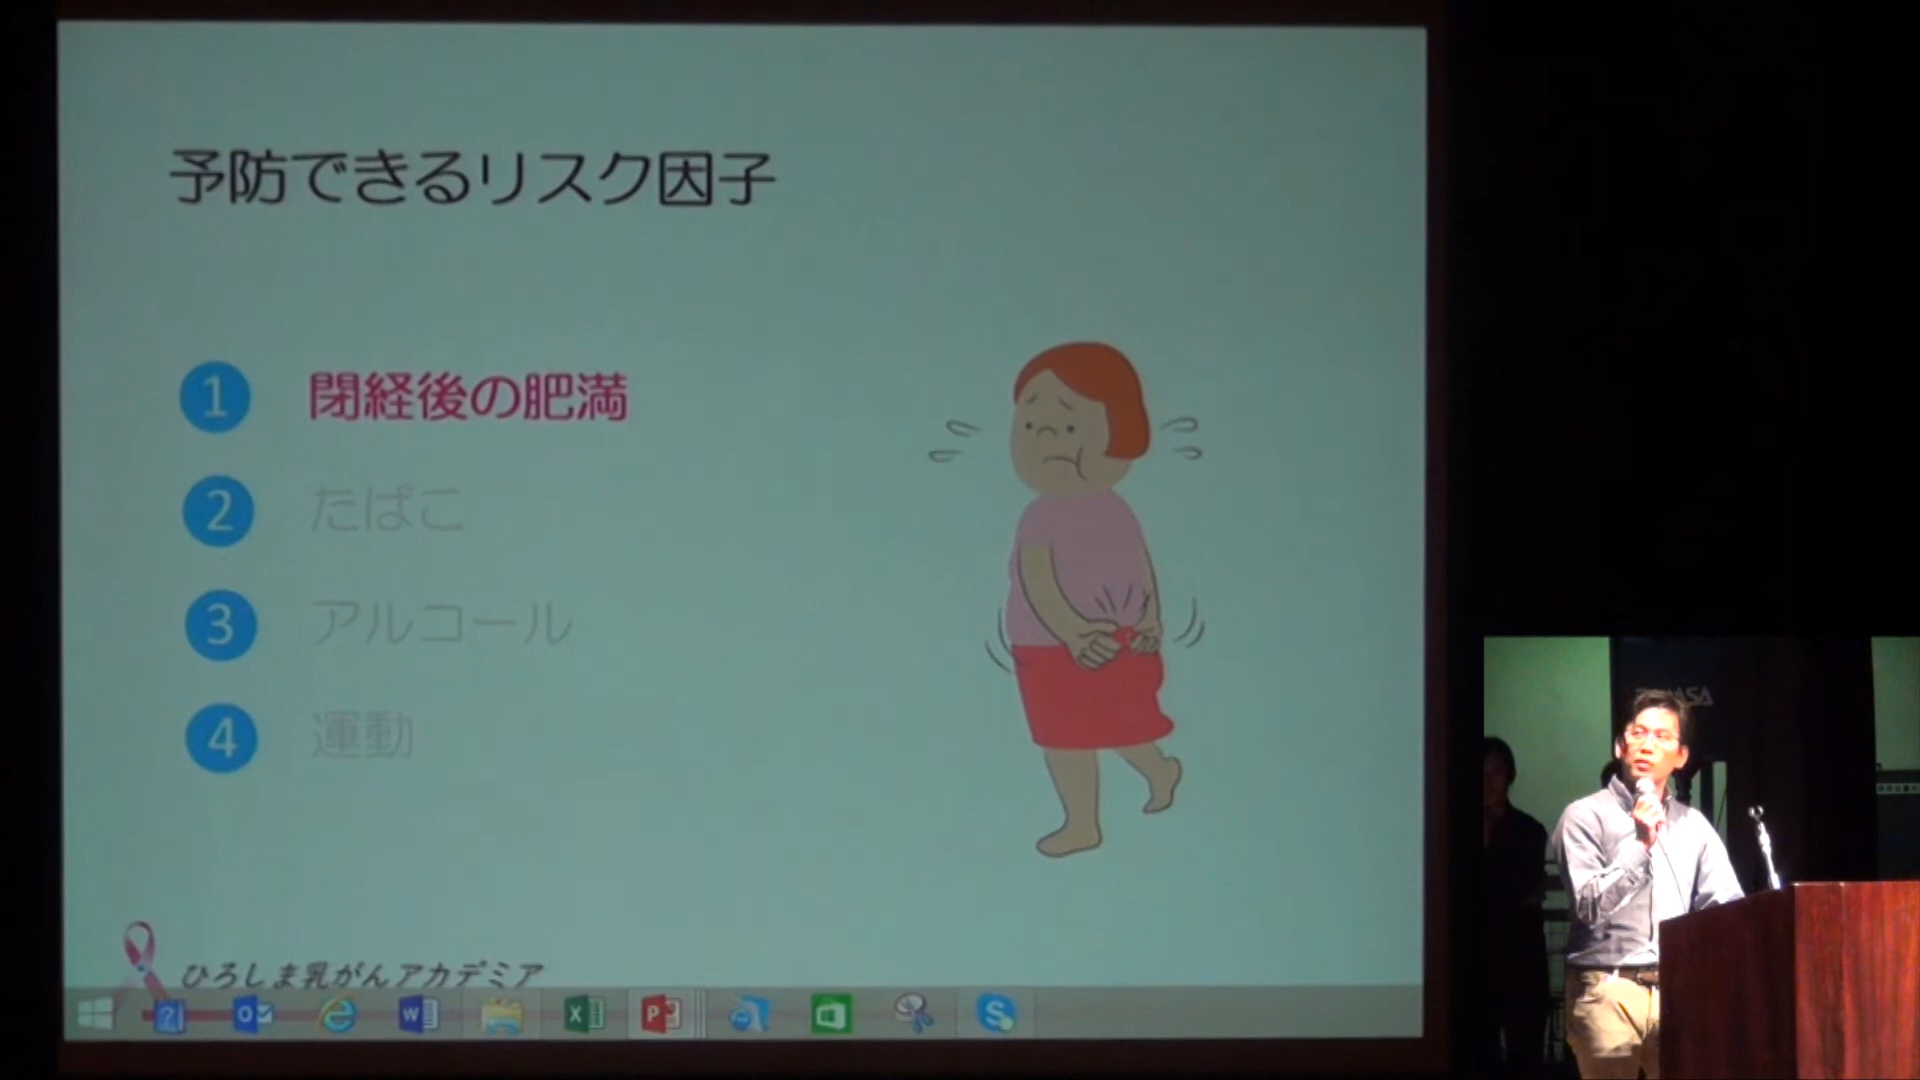 予防できるリスク因子
1 閉経後の肥満
2 たばこ
3 アルコール
4 運動
ひろしま乳がんアカデミア